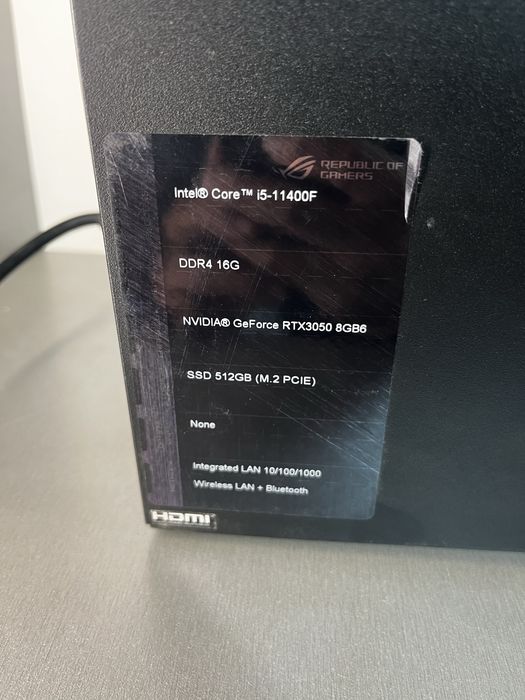 REPUBLIC OF
GAMERS
Intel® Core™ i5-11400F
DDR4 16G
NVIDIA® GeForce RTX3050 8GB6
SSD 512GB (M.2 PCIE)
None
Integrated LAN 10/100/1000
Wireless LAN + Bluetooth
HDMI